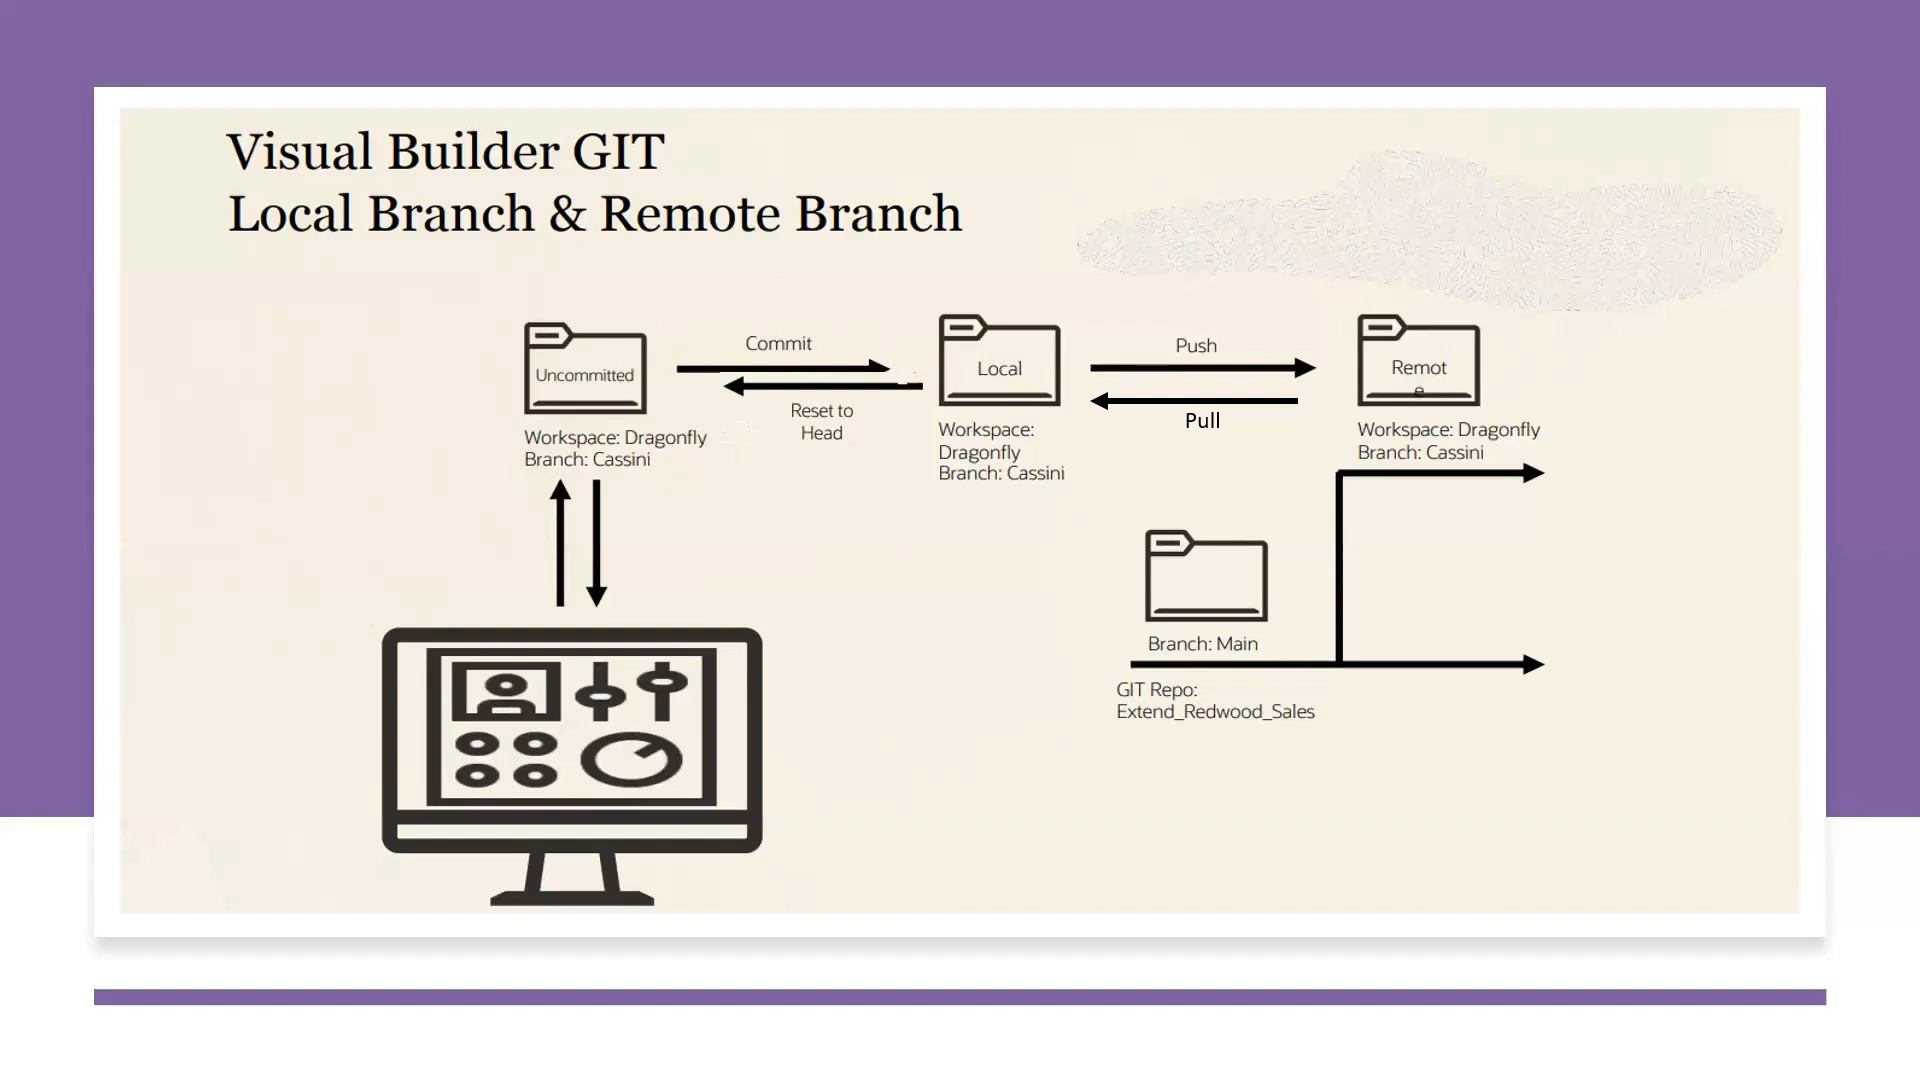 Visual Builder GIT
Local Branch & Remote Branch
Commit
Push
Uncommitted
Local
Remot
e
Reset to
Head
Pull
Workspace: Dragonfly
Branch: Cassini
Workspace:
Dragonfly
Branch: Cassini
Workspace: Dragonfly
Branch: Cassini
Branch: Main
GIT Repo:
Extend_Redwood_Sales